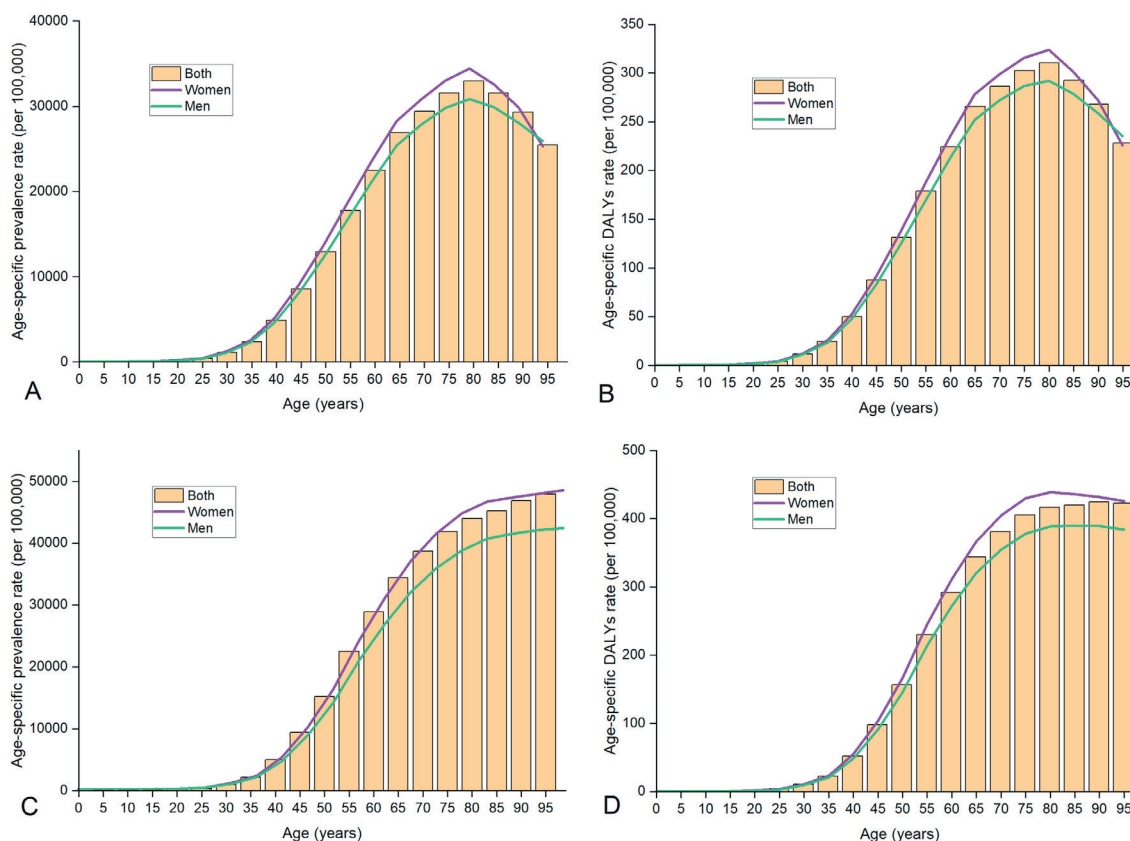 Age-specific prevalence rate (per 100,000)
40000
30000
20000
10000
0
Both
Women
Men
0 5 10 15 20 25 30 35 40 45 50 55 60 65 70 75 80 85 90 95
Age (years)
A
Age-specific DALYs rate (per 100,000)
350
300
250
200
150
100
50
0
Both
Women
Men
0 5 10 15 20 25 30 35 40 45 50 55 60 65 70 75 80 85 90 95
Age (years)
B
Age-specific prevalence rate (per 100,000)
50000
40000
30000
20000
10000
0
Both
Women
Men
0 5 10 15 20 25 30 35 40 45 50 55 60 65 70 75 80 85 90 95
Age (years)
C
Age-specific DALYs rate (per 100,000)
500
400
300
200
100
0
Both
Women
Men
0 5 10 15 20 25 30 35 40 45 50 55 60 65 70 75 80 85 90 95
Age (years)
D